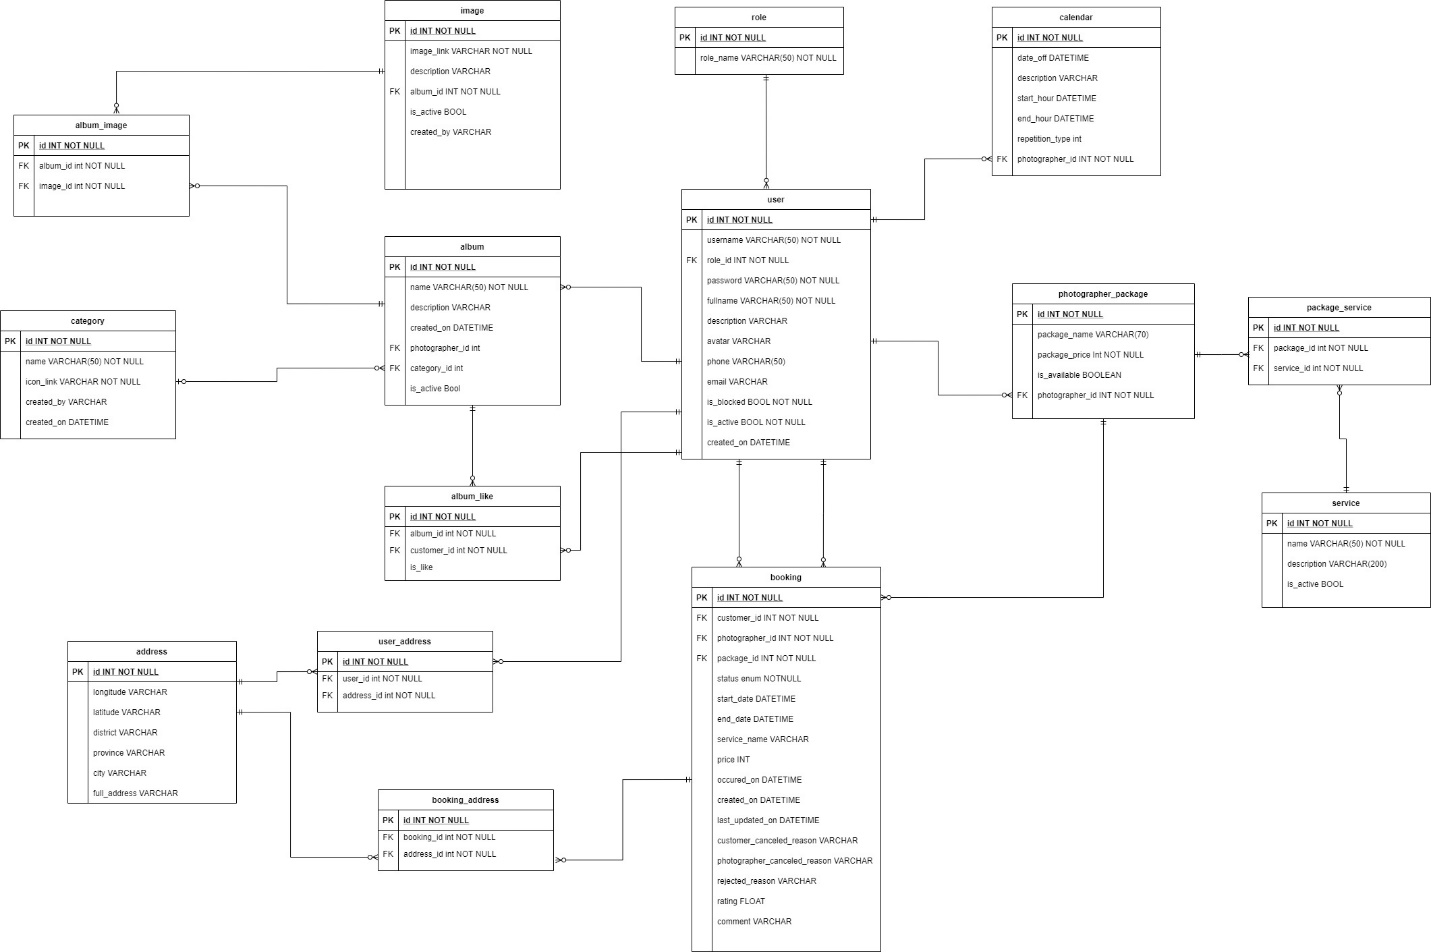 image
PK id INT NOT NULL
image_link VARCHAR NOT NULL
description VARCHAR
FK album_id INT NOT NULL
is_active BOOL
created_by VARCHAR
role
PK id INT NOT NULL
role_name VARCHAR(50) NOT NULL
calendar
PK id INT NOT NULL
date_off DATETIME
description VARCHAR
start_hour DATETIME
end_hour DATETIME
repetition_type int
FK photographer_id INT NOT NULL
album_image
PK id INT NOT NULL
FK album_id int NOT NULL
FK image_id int NOT NULL
user
PK id INT NOT NULL
username VARCHAR(50) NOT NULL
FK role_id INT NOT NULL
password VARCHAR(50) NOT NULL
fullname VARCHAR(50) NOT NULL
description VARCHAR
avatar VARCHAR
phone VARCHAR(50)
email VARCHAR
is_blocked BOOL NOT NULL
is_active BOOL NOT NULL
created_on DATETIME
album
PK id INT NOT NULL
name VARCHAR(50) NOT NULL
description VARCHAR
created_on DATETIME
FK photographer_id int
FK category_id int
is_active Bool
category
PK id INT NOT NULL
name VARCHAR(50) NOT NULL
icon_link VARCHAR NOT NULL
created_by VARCHAR
created_on DATETIME
photographer_package
PK id INT NOT NULL
package_name VARCHAR(70)
package_price Int NOT NULL
is_available BOOLEAN
FK photographer_id INT NOT NULL
package_service
PK id INT NOT NULL
FK package_id int NOT NULL
FK service_id int NOT NULL
service
PK id INT NOT NULL
name VARCHAR(50) NOT NULL
description VARCHAR(200)
is_active BOOL
album_like
PK id INT NOT NULL
FK album_id int NOT NULL
FK customer_id int NOT NULL
is_like
booking
PK id INT NOT NULL
FK customer_id INT NOT NULL
FK photographer_id INT NOT NULL
FK package_id INT NOT NULL
status enum NOTNULL
start_date DATETIME
end_date DATETIME
service_name VARCHAR
price INT
occured_on DATETIME
created_on DATETIME
last_updated_on DATETIME
customer_canceled_reason VARCHAR
photographer_canceled_reason VARCHAR
rejected_reason VARCHAR
rating FLOAT
comment VARCHAR
user_address
PK id INT NOT NULL
FK user_id int NOT NULL
FK address_id int NOT NULL
address
PK id INT NOT NULL
longitude VARCHAR
latitude VARCHAR
district VARCHAR
province VARCHAR
city VARCHAR
full_address VARCHAR
booking_address
PK id INT NOT NULL
FK booking_id int NOT NULL
FK address_id int NOT NULL